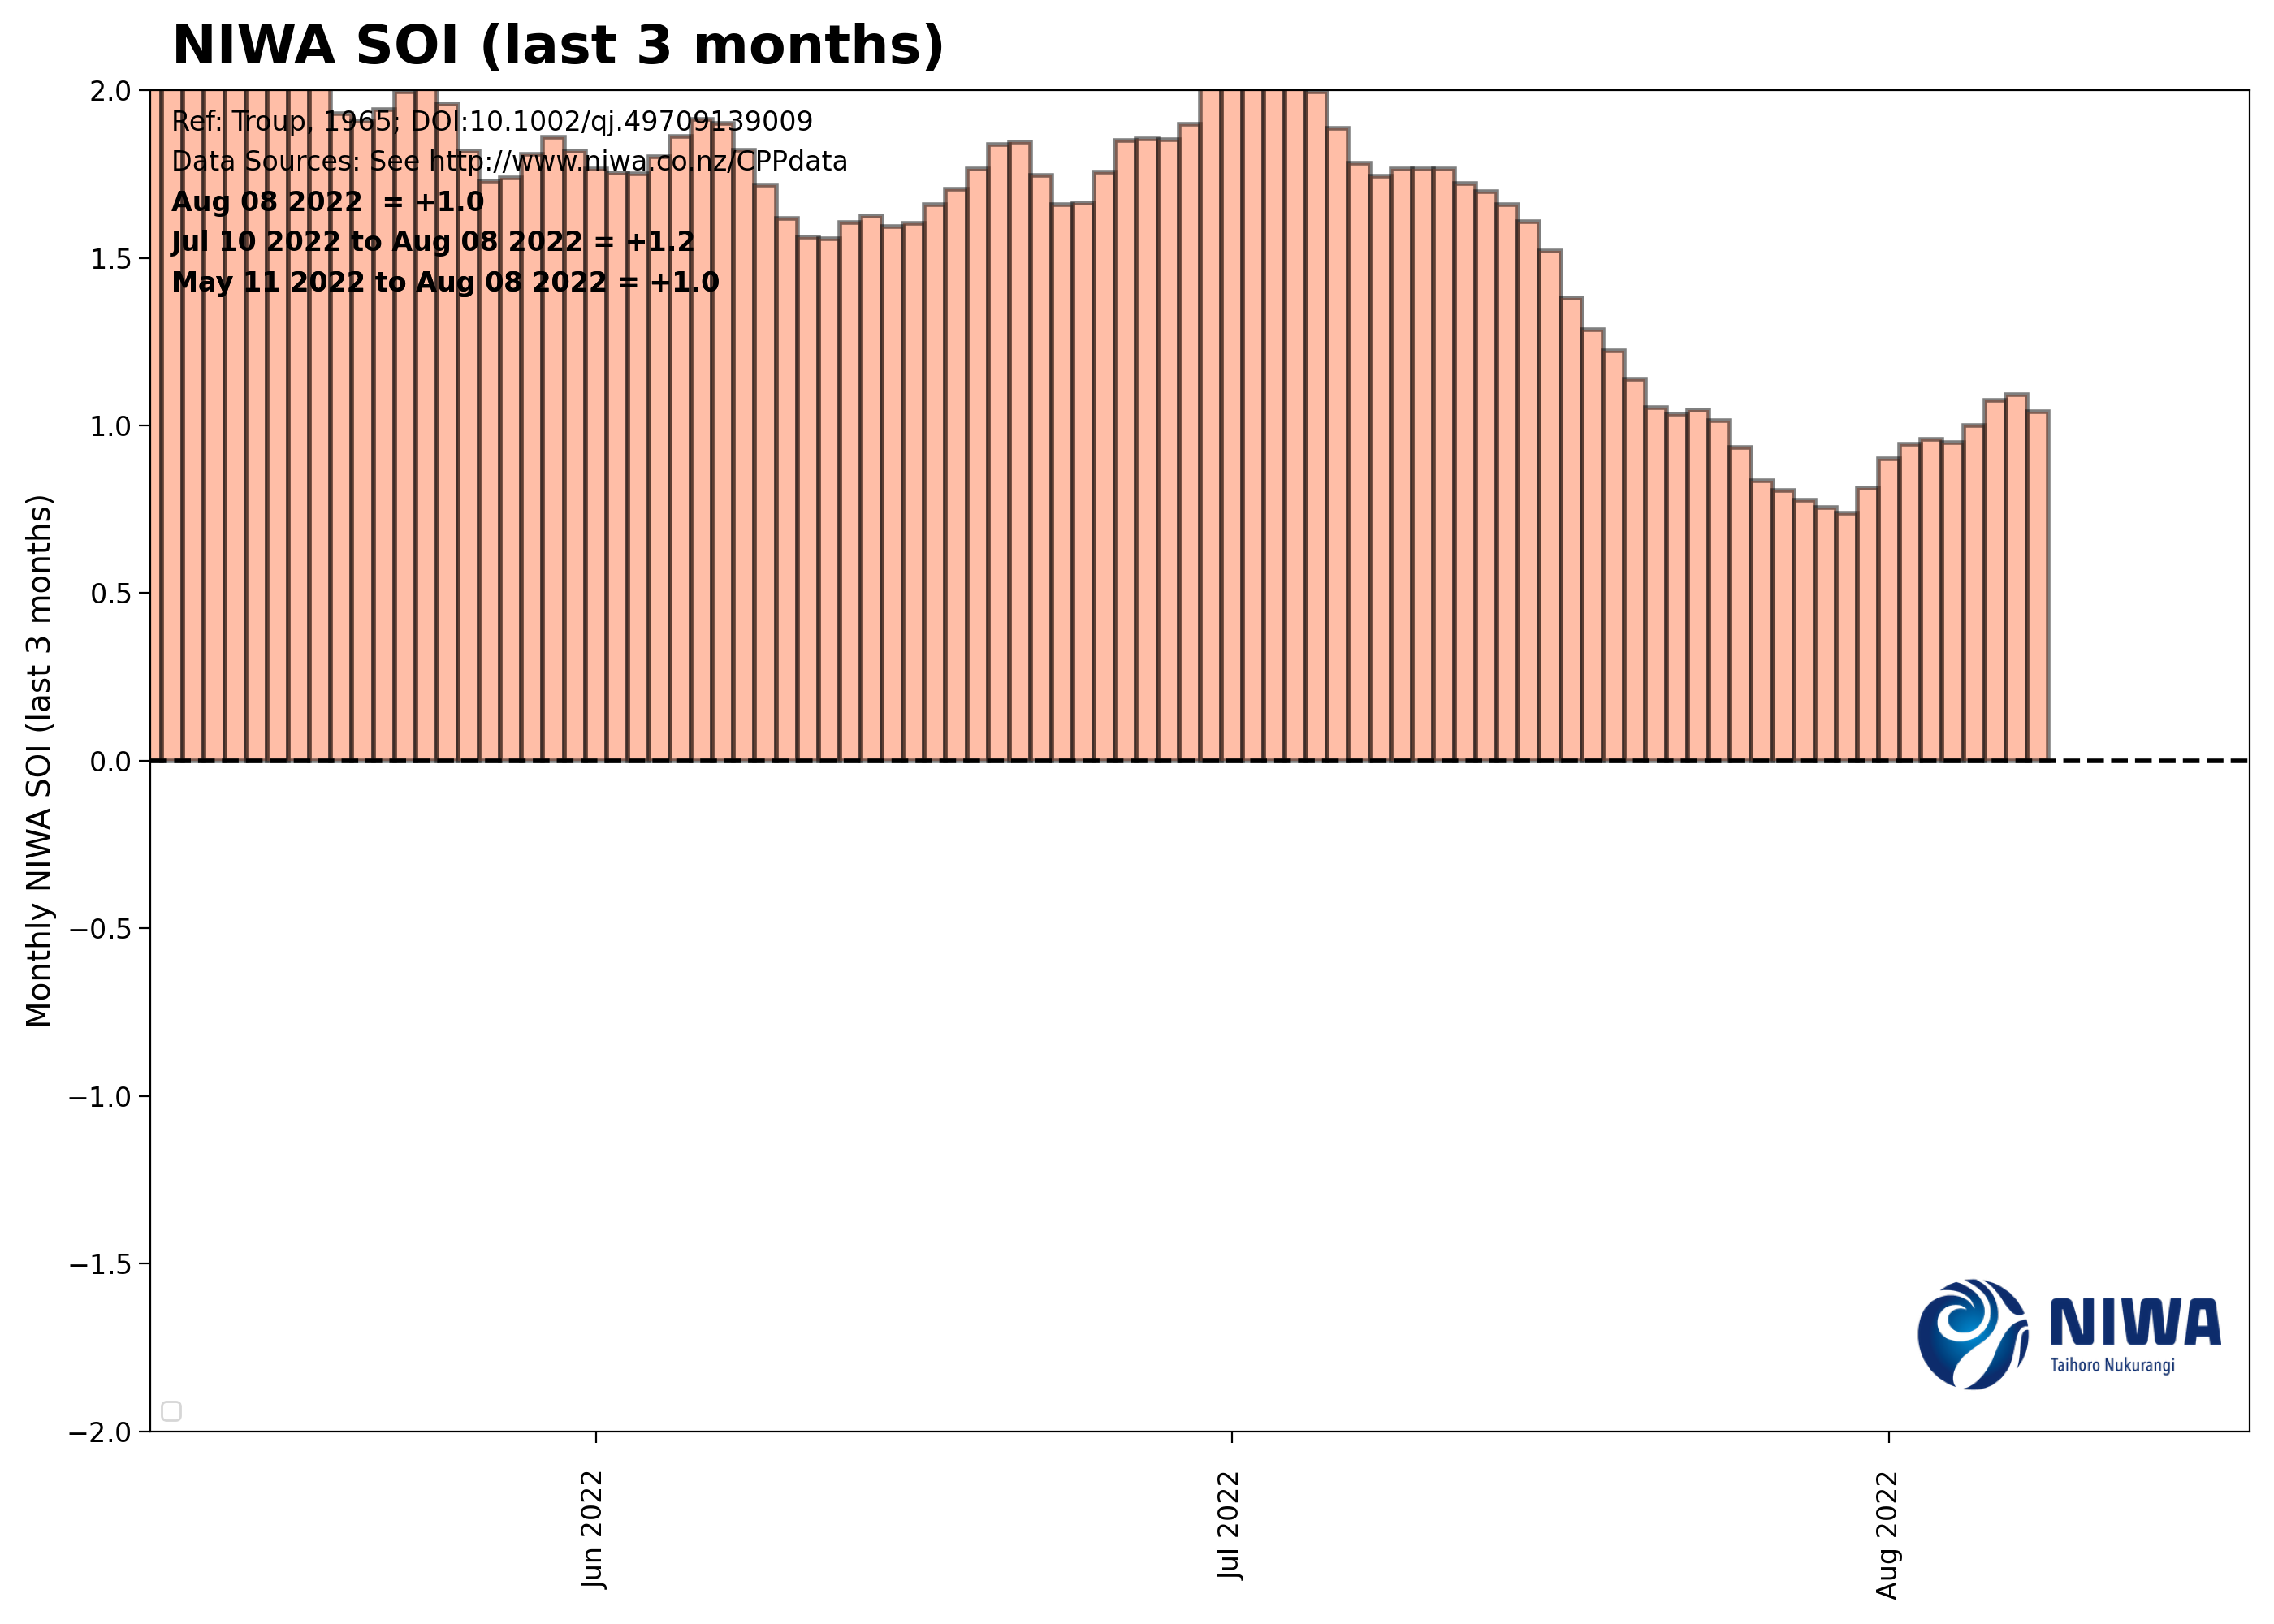 NIWA SOI (last 3 months)
2.0
Ref: Troup, 1965; DOI:10.1002/qj.49709139009
Data Sources: See http://www.niwa.co.nz/CPPdata
Aug 08 2022  = +1.0
Jul 10 2022 to Aug 08 2022 = +1.2
1.5
May 11 2022 to Aug 08 2022 = +1.0
1.0
0.5
0.0
−0.5
−1.0
−1.5
−2.0
Monthly NIWA SOI (last 3 months)
NIWA
Taihoro Nukurangi
Jun 2022
Jul 2022
Aug 2022